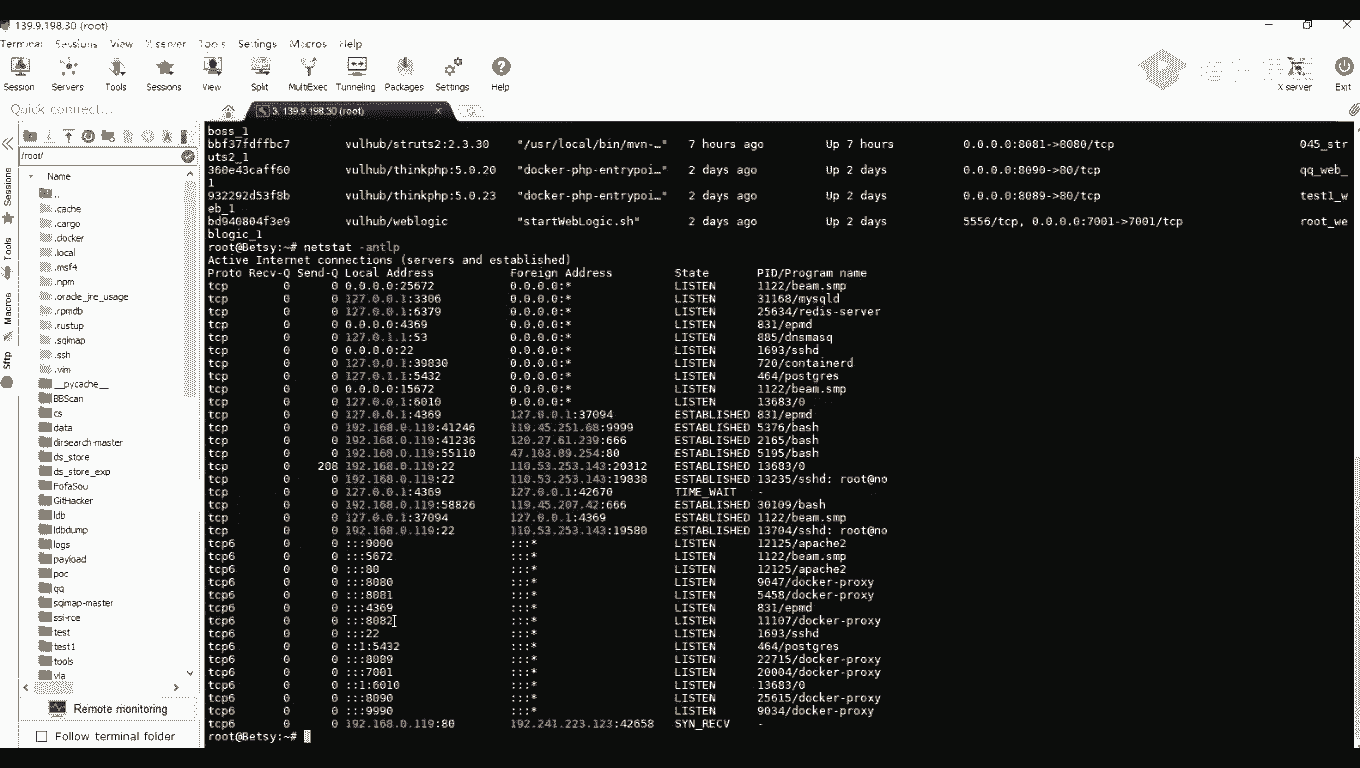 139.9.198.30 (root)
Terminal Sessions View X server Tools Settings Macros Help
Session Servers Tools Sessions View Split MultiExec Tunneling Packages Settings Help X server Exit
Quick connect...
3. 139.9.198.30 (root)
/root/
Name
..
.cache
.cargo
.docker
.local
.msf4
.npm
.oracle_jre_usage
.rpmdb
.rustup
.sqlmap
.ssh
.vim
__pycache__
BBScan
cs
data
dirsearch-master
ds_store
ds_store_exp
FofaSou
GitHacker
ldb
ldbdump
logs
payload
poc
qq
sqlmap-master
ssi-rce
test
test1
tools
Remote monitoring
Follow terminal folder
Sessions
Tools
Macros
Sftp
boss_1
bbf37fdffbc7 vulhub/struts2:2.3.30 "/usr/local/bin/mvn-…" 7 hours ago Up 7 hours 0.0.0.0:8081->8080/tcp 045_str
uts2_1
360e43caff60 vulhub/thinkphp:5.0.20 "docker-php-entrypoi…" 2 days ago Up 2 days 0.0.0.0:8090->80/tcp qq_web_
1
932292d53f8b vulhub/thinkphp:5.0.23 "docker-php-entrypoi…" 2 days ago Up 2 days 0.0.0.0:8089->80/tcp test1_w
eb_1
bd940804f3e9 vulhub/weblogic "startWebLogic.sh" 2 days ago Up 2 days 5556/tcp, 0.0.0.0:7001->7001/tcp root_we
blogic_1
root@Betsy:~# netstat -antlp
Active Internet connections (servers and established)
Proto Recv-Q Send-Q Local Address Foreign Address State PID/Program name
tcp 0 0 0.0.0.0:25672 0.0.0.0:* LISTEN 1122/beam.smp
tcp 0 0 127.0.0.1:3306 0.0.0.0:* LISTEN 31168/mysqld
tcp 0 0 127.0.0.1:6379 0.0.0.0:* LISTEN 25634/redis-server
tcp 0 0 0.0.0.0:4369 0.0.0.0:* LISTEN 831/epmd
tcp 0 0 127.0.1.1:53 0.0.0.0:* LISTEN 885/dnsmasq
tcp 0 0 0.0.0.0:22 0.0.0.0:* LISTEN 1693/sshd
tcp 0 0 127.0.0.1:39830 0.0.0.0:* LISTEN 720/containerd
tcp 0 0 127.0.1.1:5432 0.0.0.0:* LISTEN 464/postgres
tcp 0 0 0.0.0.0:15672 0.0.0.0:* LISTEN 1122/beam.smp
tcp 0 0 127.0.0.1:6010 0.0.0.0:* LISTEN 13683/0
tcp 0 0 127.0.0.1:4369 127.0.0.1:37094 ESTABLISHED 831/epmd
tcp 0 0 192.168.0.119:41246 119.45.251.68:9999 ESTABLISHED 5376/bash
tcp 0 0 192.168.0.119:41236 120.27.61.239:666 ESTABLISHED 2165/bash
tcp 0 0 192.168.0.119:55110 47.103.89.254:80 ESTABLISHED 5195/bash
tcp 0 208 192.168.0.119:22 110.53.253.143:20312 ESTABLISHED 13683/0
tcp 0 0 192.168.0.119:22 110.53.253.143:19838 ESTABLISHED 13235/sshd: root@no
tcp 0 0 127.0.0.1:4369 127.0.0.1:42670 TIME_WAIT -
tcp 0 0 192.168.0.119:58826 119.45.207.42:666 ESTABLISHED 30109/bash
tcp 0 0 127.0.0.1:37094 127.0.0.1:4369 ESTABLISHED 1122/beam.smp
tcp 0 0 192.168.0.119:22 110.53.253.143:19580 ESTABLISHED 13704/sshd: root@no
tcp6 0 0 :::9000 :::* LISTEN 12125/apache2
tcp6 0 0 :::5672 :::* LISTEN 1122/beam.smp
tcp6 0 0 :::80 :::* LISTEN 12125/apache2
tcp6 0 0 :::8080 :::* LISTEN 9047/docker-proxy
tcp6 0 0 :::8081 :::* LISTEN 5458/docker-proxy
tcp6 0 0 :::4369 :::* LISTEN 831/epmd
tcp6 0 0 :::8082 :::* LISTEN 11107/docker-proxy
tcp6 0 0 :::22 :::* LISTEN 1693/sshd
tcp6 0 0 ::1:5432 :::* LISTEN 464/postgres
tcp6 0 0 :::8089 :::* LISTEN 22715/docker-proxy
tcp6 0 0 :::7001 :::* LISTEN 20004/docker-proxy
tcp6 0 0 ::1:6010 :::* LISTEN 13683/0
tcp6 0 0 :::8090 :::* LISTEN 25615/docker-proxy
tcp6 0 0 :::9990 :::* LISTEN 9034/docker-proxy
tcp6 0 0 192.168.0.119:80 192.241.223.123:42658 SYN_RECV -
root@Betsy:~#